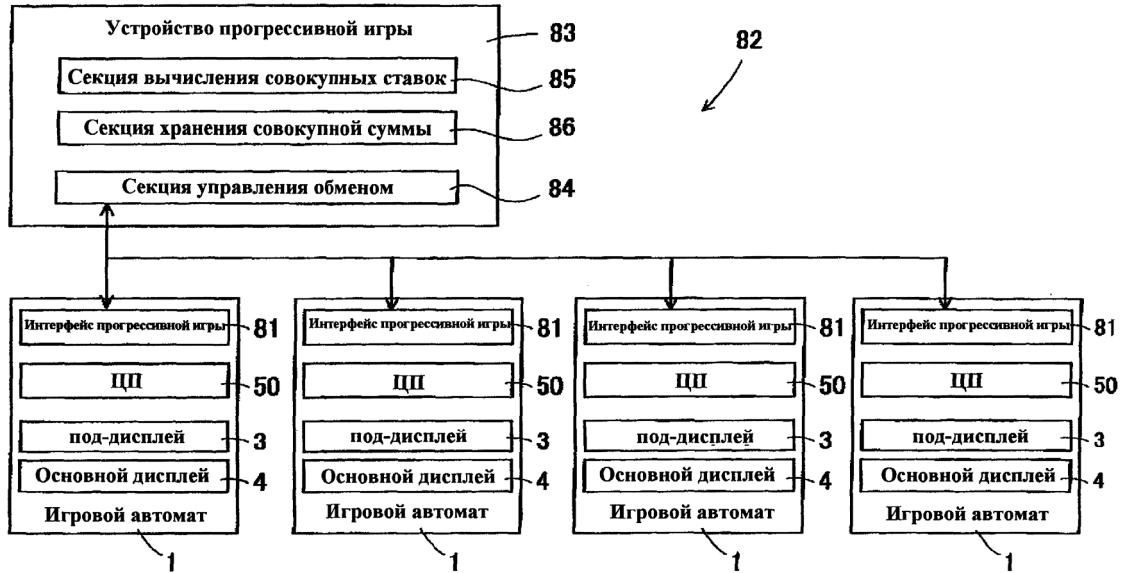 Устройство прогрессивной игры
83
82
Секция вычисления совокупных ставок
85
Секция хранения совокупной суммы
86
Секция управления обменом
84
Интерфейс прогрессивной игры
81
Интерфейс прогрессивной игры
81
Интерфейс прогрессивной игры
81
Интерфейс прогрессивной игры
81
ЦП
50
ЦП
50
ЦП
50
ЦП
50
под-дисплей
3
под-дисплей
3
под-дисплей
3
под-дисплей
3
Основной дисплей
4
Основной дисплей
4
Основной дисплей
4
Основной дисплей
4
Игровой автомат
Игровой автомат
Игровой автомат
Игровой автомат
1
1
1
1